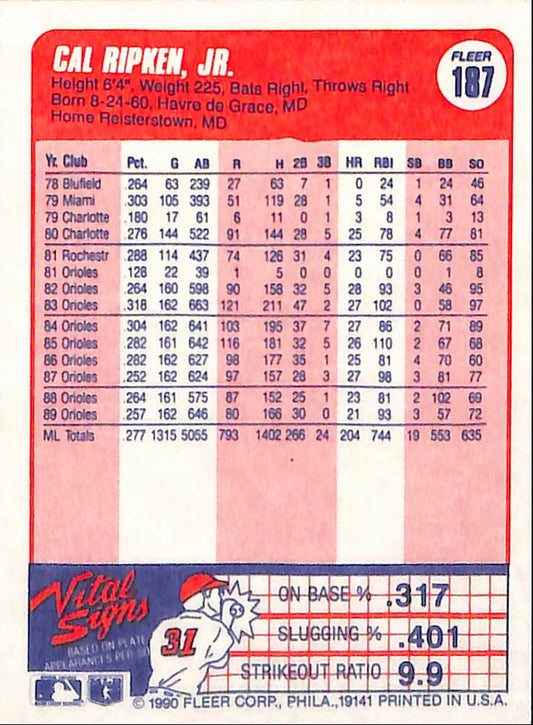 CAL RIPKEN, JR.
Height 6'4", Weight 225, Bats Right, Throws Right
Born 8-24-60, Havre de Grace, MD
Home Reisterstown, MD
FLEER
187
Yr. Club Pct. G AB R H 2B 3B HR RBI SB BB SO
78 Blufield .264 63 239 27 63 7 1 0 24 1 24 46
79 Miami .303 105 393 51 119 28 1 5 54 4 31 64
79 Charlotte .180 17 61 6 11 0 1 3 8 1 3 13
80 Charlotte .276 144 522 91 144 28 5 25 78 4 77 81
81 Rochestr .288 114 437 74 126 31 4 23 75 0 66 85
81 Orioles .128 22 39 1 5 0 0 0 0 0 1 8
82 Orioles .264 160 598 90 158 32 5 28 93 3 46 95
83 Orioles .318 162 663 121 211 47 2 27 102 0 58 97
84 Orioles .304 162 641 103 195 37 7 27 86 2 71 89
85 Orioles .282 161 642 116 181 32 5 26 110 2 67 68
86 Orioles .282 162 627 98 177 35 1 25 81 4 70 60
87 Orioles .252 162 624 97 157 28 3 27 98 3 81 77
88 Orioles .264 161 575 87 152 25 1 23 81 2 102 69
89 Orioles .257 162 646 80 166 30 0 21 93 3 57 72
ML Totals .277 1315 5055 793 1402 266 24 204 744 19 553 635
Vital Signs
BASED ON PLATE
APPEARANCES PER SO
31
ON BASE % .317
SLUGGING % .401
STRIKEOUT RATIO 9.9
© 1990 FLEER CORP., PHILA., 19141 PRINTED IN U.S.A.